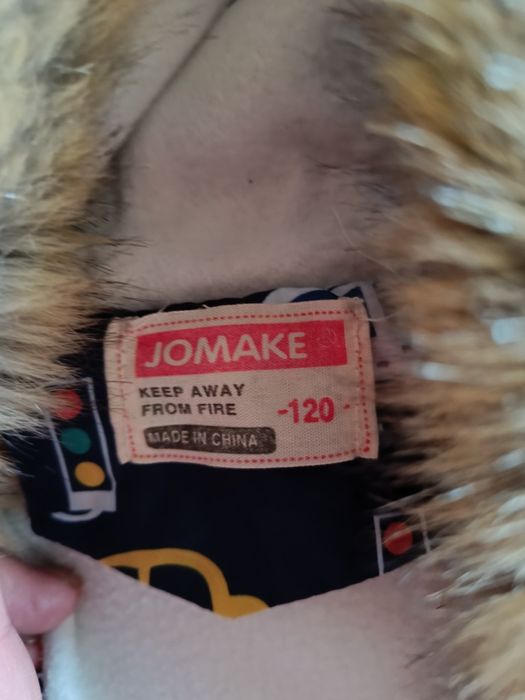 JOMAKE
KEEP AWAY
FROM FIRE
-120-
MADE IN CHINA